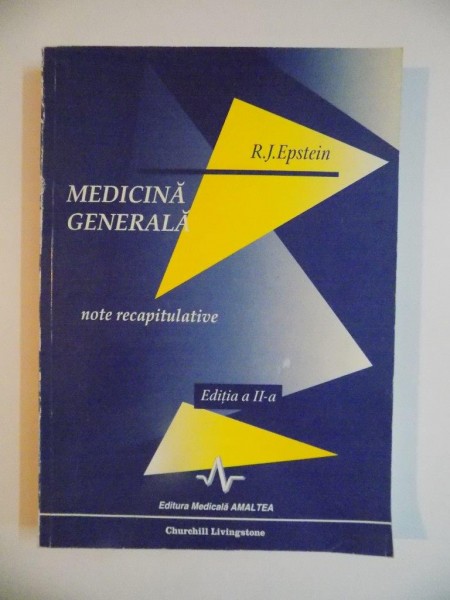 R.J.Epstein
MEDICINĂ
GENERALĂ
note recapitulative
Ediția a II-a
Editura Medicală AMALTEA
Churchill Livingstone